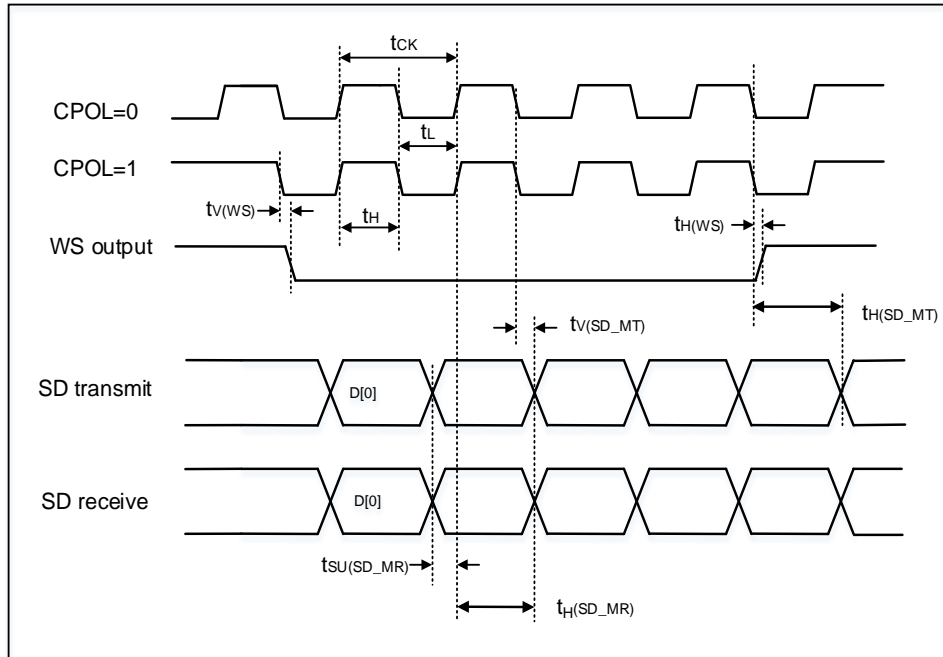 tCK
CPOL=0
tL
CPOL=1
tV(WS)
tH
tH(WS)
WS output
tV(SD_MT)
tH(SD_MT)
SD transmit
D[0]
SD receive
D[0]
tSU(SD_MR)
tH(SD_MR)